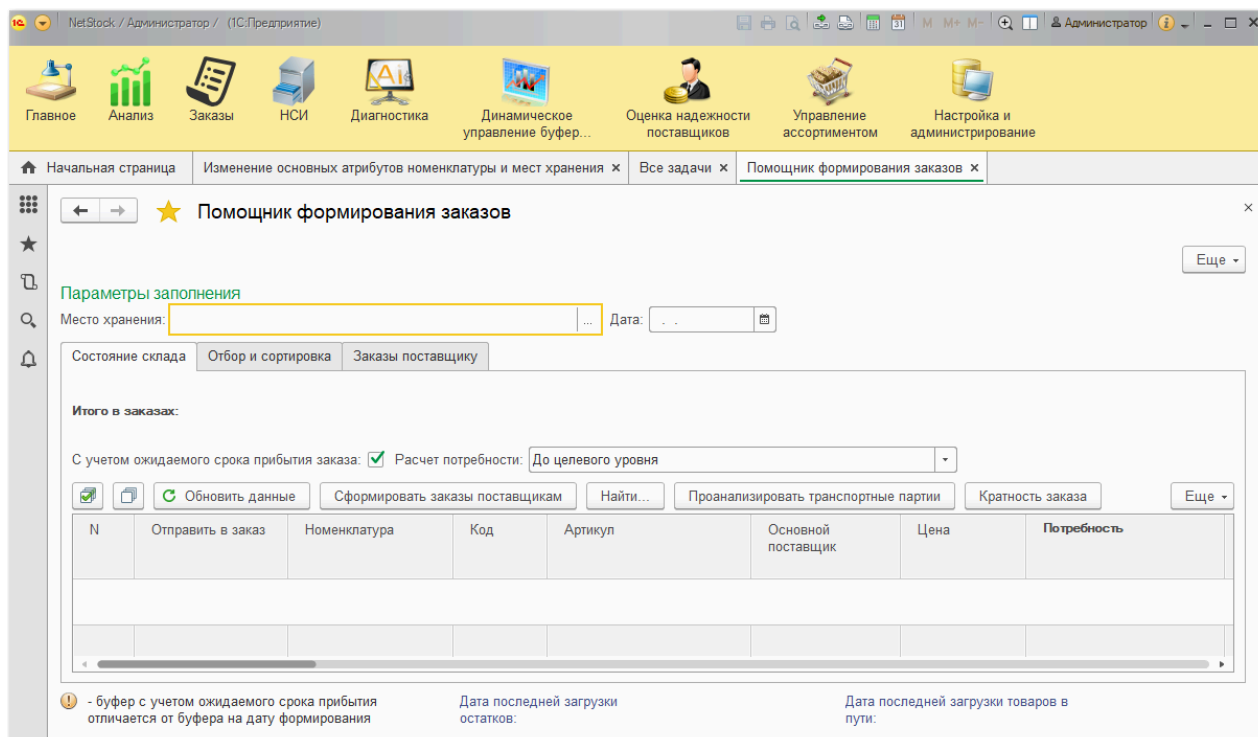 1С NetStock / Администратор / (1С:Предприятие) M M+ M- Администратор
Главное Анализ Заказы НСИ Диагностика Динамическое управление буфер... Оценка надежности поставщиков Управление ассортиментом Настройка и администрирование
Начальная страница Изменение основных атрибутов номенклатуры и мест хранения × Все задачи × Помощник формирования заказов ×
Помощник формирования заказов
Еще
Параметры заполнения
Место хранения: ... Дата: . .
Состояние склада Отбор и сортировка Заказы поставщику
Итого в заказах:
С учетом ожидаемого срока прибытия заказа: Расчет потребности: До целевого уровня
Обновить данные Сформировать заказы поставщикам Найти... Проанализировать транспортные партии Кратность заказа Еще
N Отправить в заказ Номенклатура Код Артикул Основной поставщик Цена Потребность
- буфер с учетом ожидаемого срока прибытия Дата последней загрузки Дата последней загрузки товаров в
отличается от буфера на дату формирования остатков: пути: